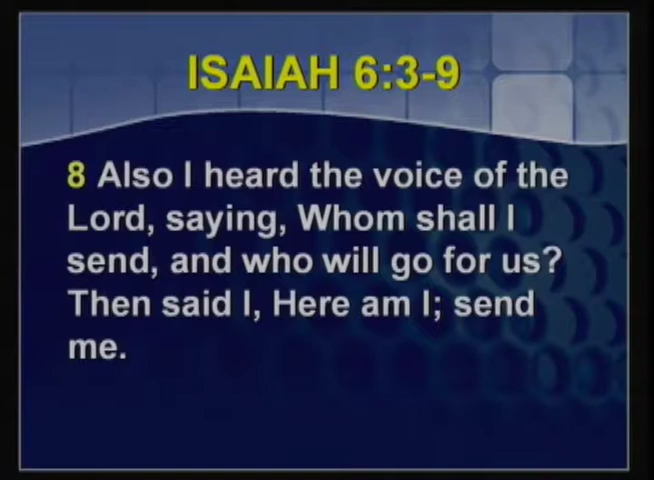 ISAIAH 6:3-9
8 Also I heard the voice of the
Lord, saying, Whom shall I
send, and who will go for us?
Then said I, Here am I; send
me.